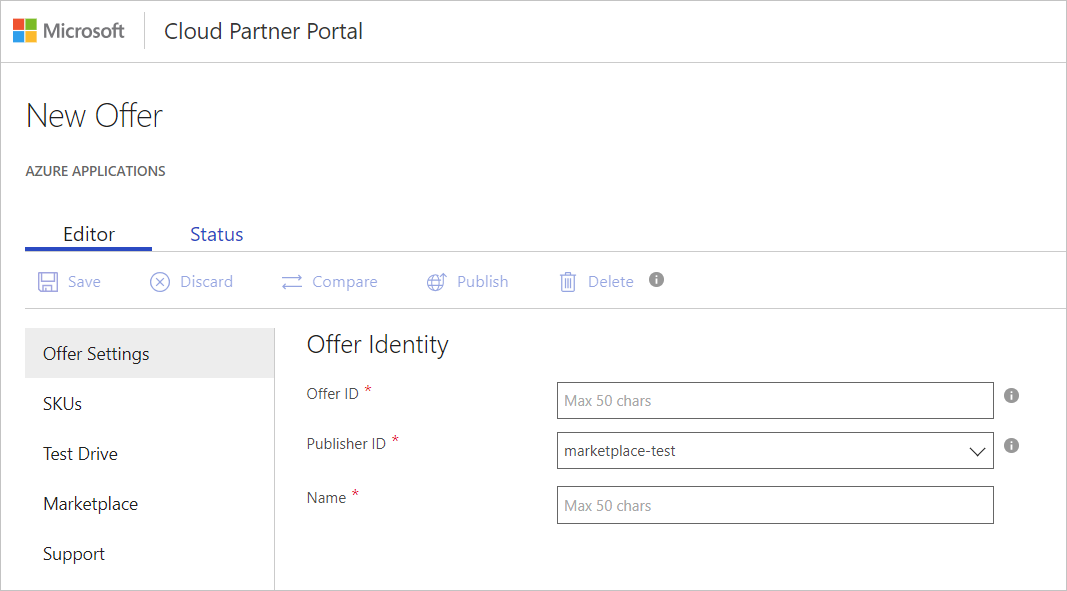 Microsoft Cloud Partner Portal
New Offer
AZURE APPLICATIONS
Editor Status
Save Discard Compare Publish Delete
Offer Settings
SKUs
Test Drive
Marketplace
Support
Offer Identity
Offer ID * Max 50 chars
Publisher ID * marketplace-test
Name * Max 50 chars